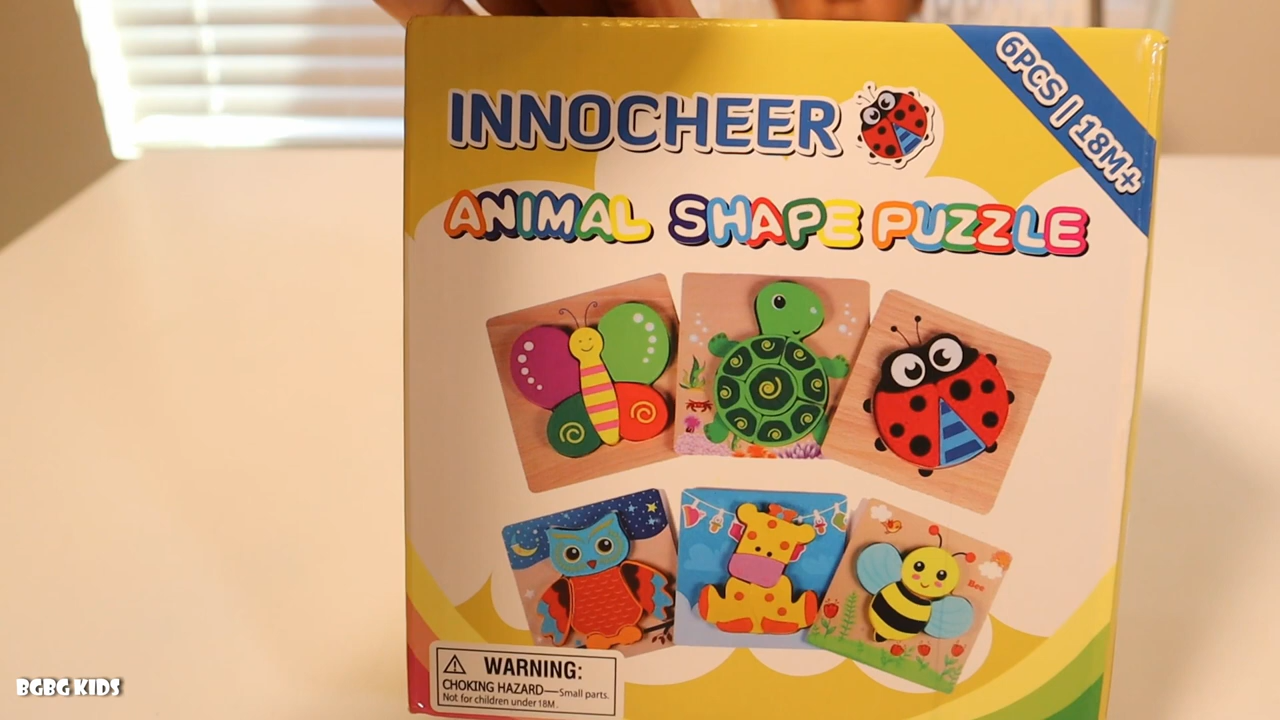 INNOCHEER
6PCS | 18M+
ANIMAL SHAPE PUZZLE
Bee
WARNING:
CHOKING HAZARD—Small parts.
Not for children under 18M.
BGBG KIDS